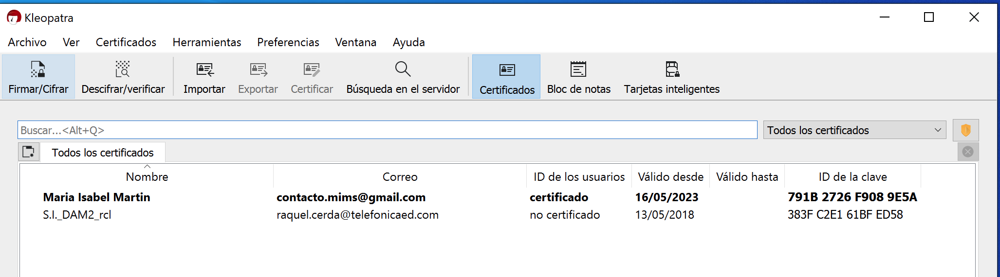 Kleopatra
Archivo Ver Certificados Herramientas Preferencias Ventana Ayuda
Firmar/Cifrar Descifrar/verificar Importar Exportar Certificar Búsqueda en el servidor Certificados Bloc de notas Tarjetas inteligentes
Buscar...<Alt+Q> Todos los certificados
Todos los certificados
Nombre Correo ID de los usuarios Válido desde Válido hasta ID de la clave
Maria Isabel Martin contacto.mims@gmail.com certificado 16/05/2023 791B 2726 F908 9E5A
S.I._DAM2_rcl raquel.cerda@telefonicaed.com no certificado 13/05/2018 383F C2E1 61BF ED58